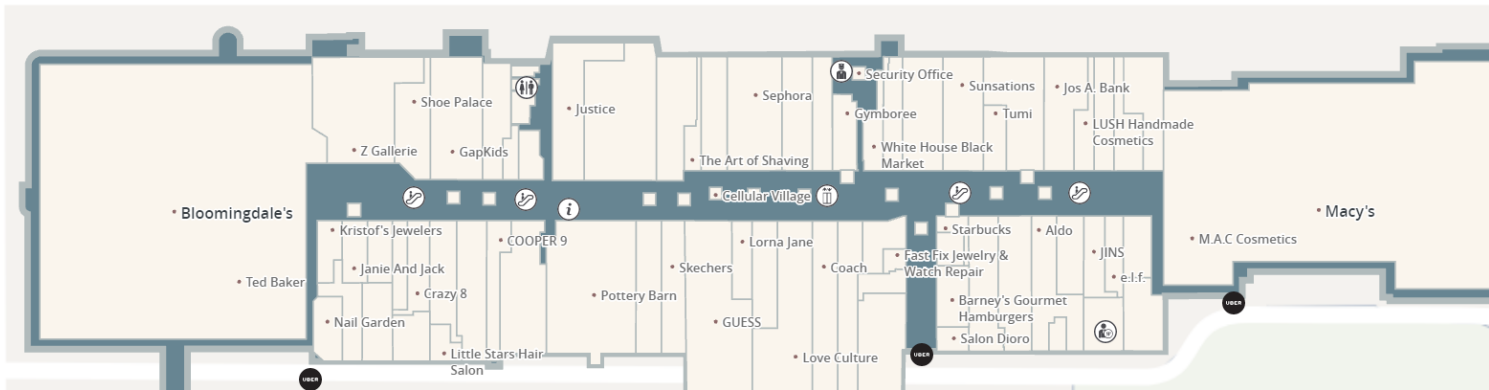 Security Office
Sunsations
Jos A. Bank
Shoe Palace
Sephora
Justice
Gymboree
Tumi
LUSH Handmade
Cosmetics
Z Gallerie
GapKids
White House Black
Market
The Art of Shaving
Cellular Village
i
Bloomingdale's
Macy's
Kristof's Jewelers
COOPER 9
Lorna Jane
Starbucks
Aldo
M.A.C Cosmetics
Janie And Jack
Skechers
Coach
Fast Fix Jewelry &
Watch Repair
JINS
e.l.f.
Ted Baker
Crazy 8
Pottery Barn
Barney's Gourmet
Hamburgers
UBER
Nail Garden
GUESS
Salon Dioro
Little Stars Hair
Salon
Love Culture
UBER
UBER